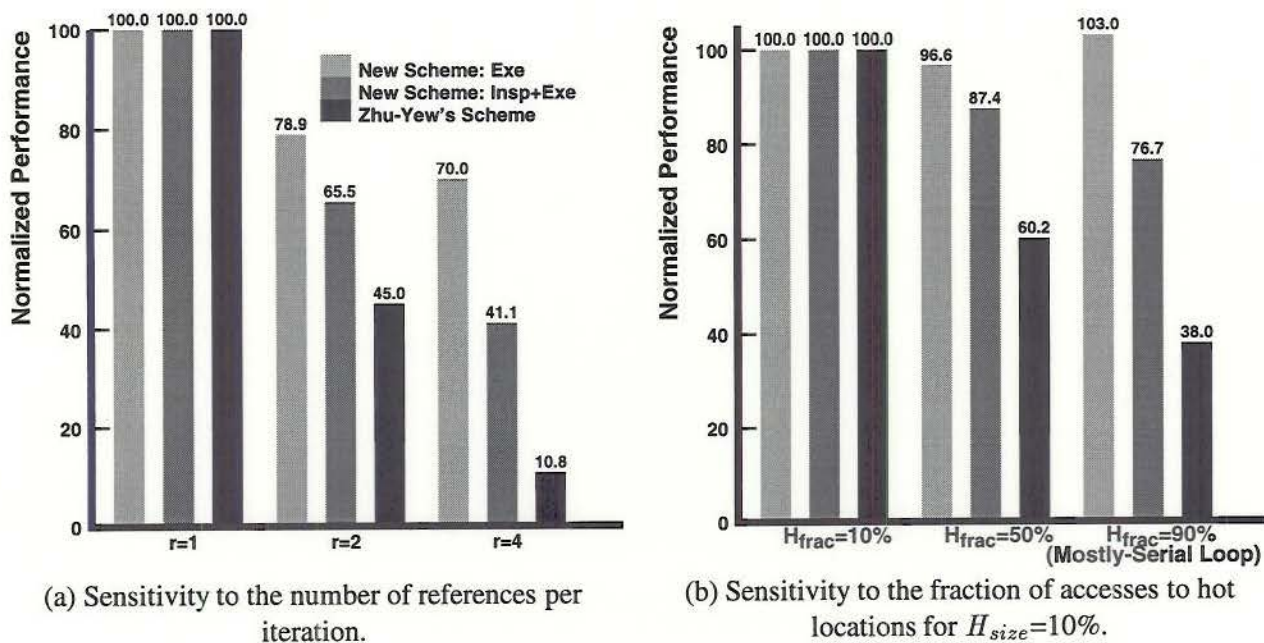 Normalized Performance
100
80
60
40
20
0
100.0 100.0 100.0
78.9
65.5
45.0
70.0
41.1
10.8
New Scheme: Exe
New Scheme: Insp+Exe
Zhu-Yew's Scheme
r=1 r=2 r=4
(a) Sensitivity to the number of references per
iteration.
Normalized Performance
100
80
60
40
20
0
100.0 100.0 100.0
96.6
87.4
60.2
103.0
76.7
38.0
Hfrac=10% Hfrac=50% Hfrac=90%
(Mostly-Serial Loop)
(b) Sensitivity to the fraction of accesses to hot
locations for Hsize=10%.